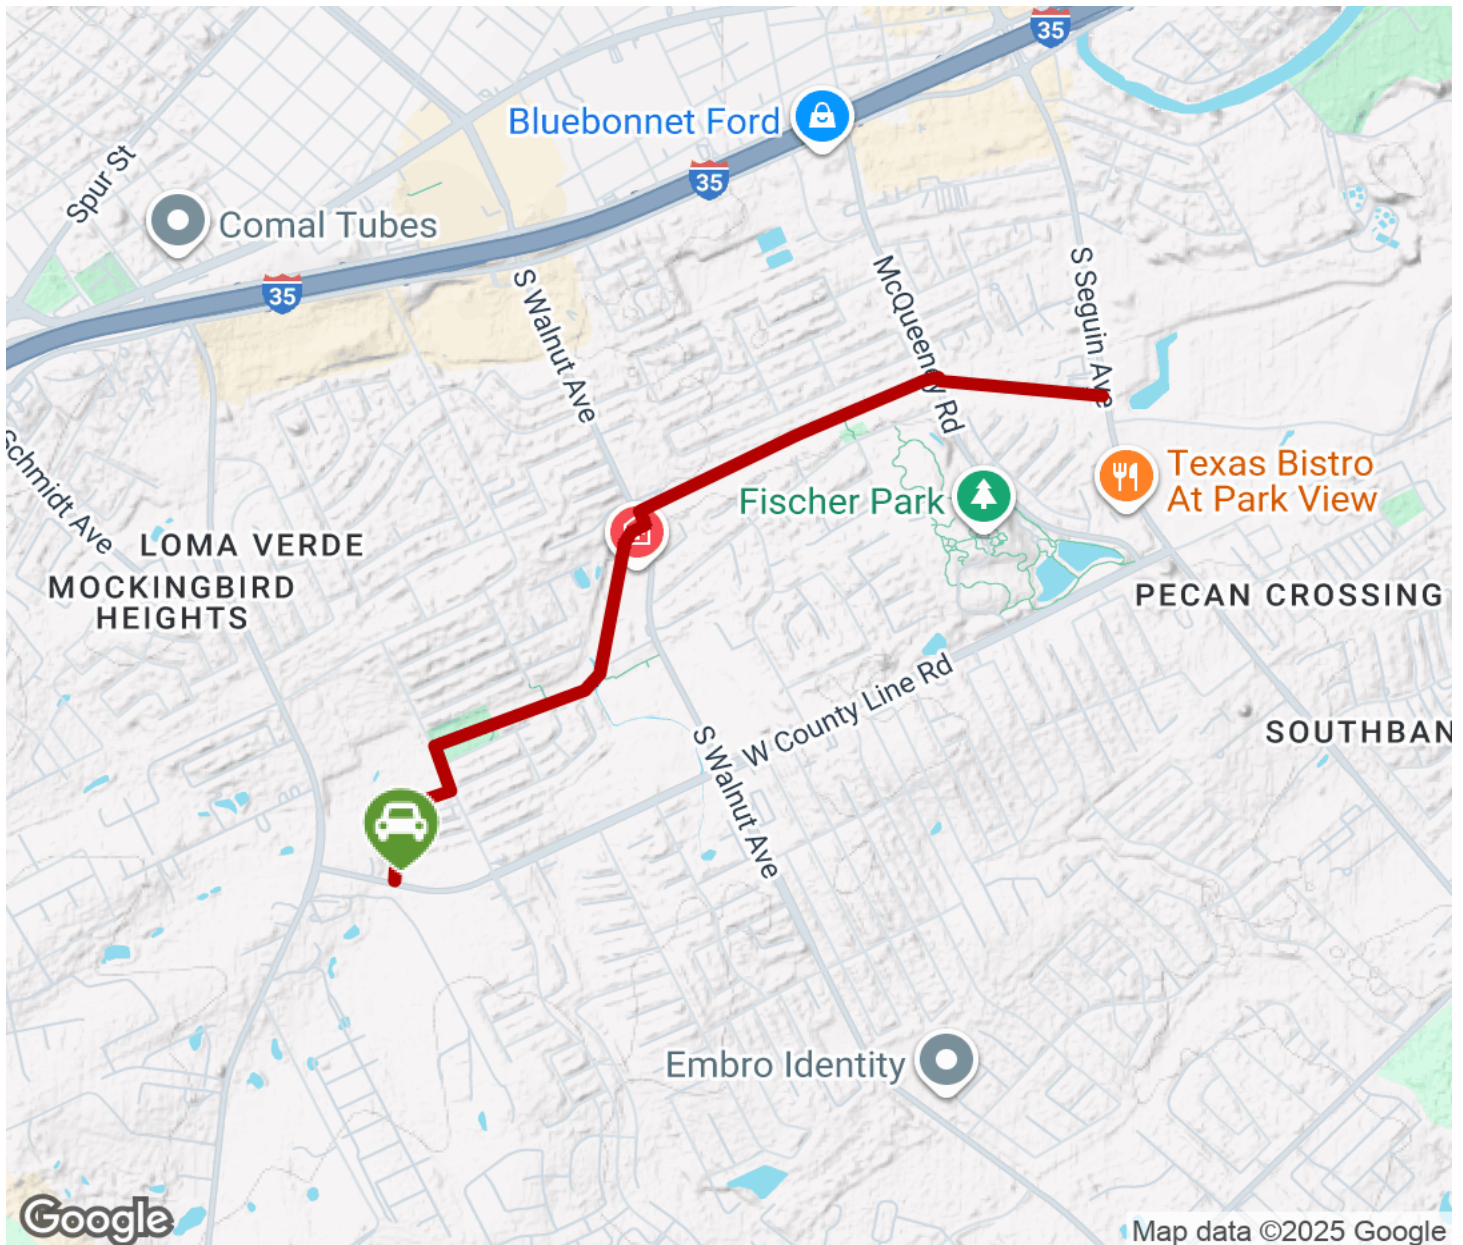 35
Bluebonnet Ford
35
Spur St
Comal Tubes
35
S Walnut Ave
McQueeney Rd
S Seguin Ave
Schmidt Ave
Texas Bistro
At Park View
Fischer Park
LOMA VERDE
MOCKINGBIRD
HEIGHTS
PECAN CROSSING
W County Line Rd
SOUTHBAN
S Walnut Ave
Embro Identity
Google
Map data ©2025 Google